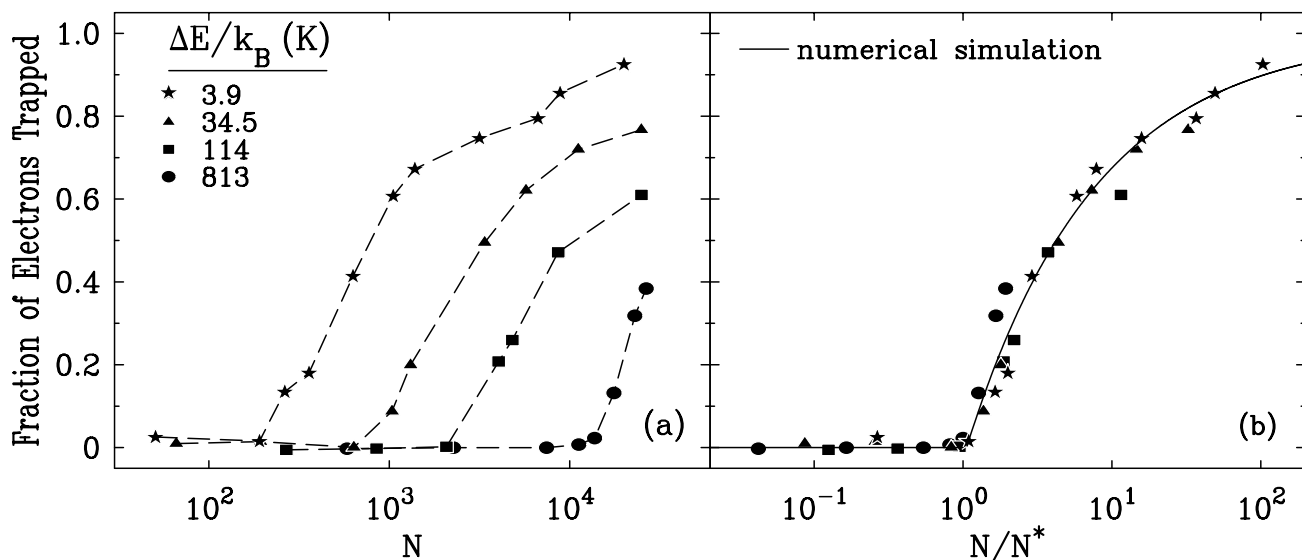 Fraction of Electrons Trapped
1.0
0.8
0.6
0.4
0.2
0
ΔE/k_B (K)
3.9
34.5
114
813
(a)
10^2
10^3
10^4
N
numerical simulation
(b)
10^-1
10^0
10^1
10^2
N/N^*